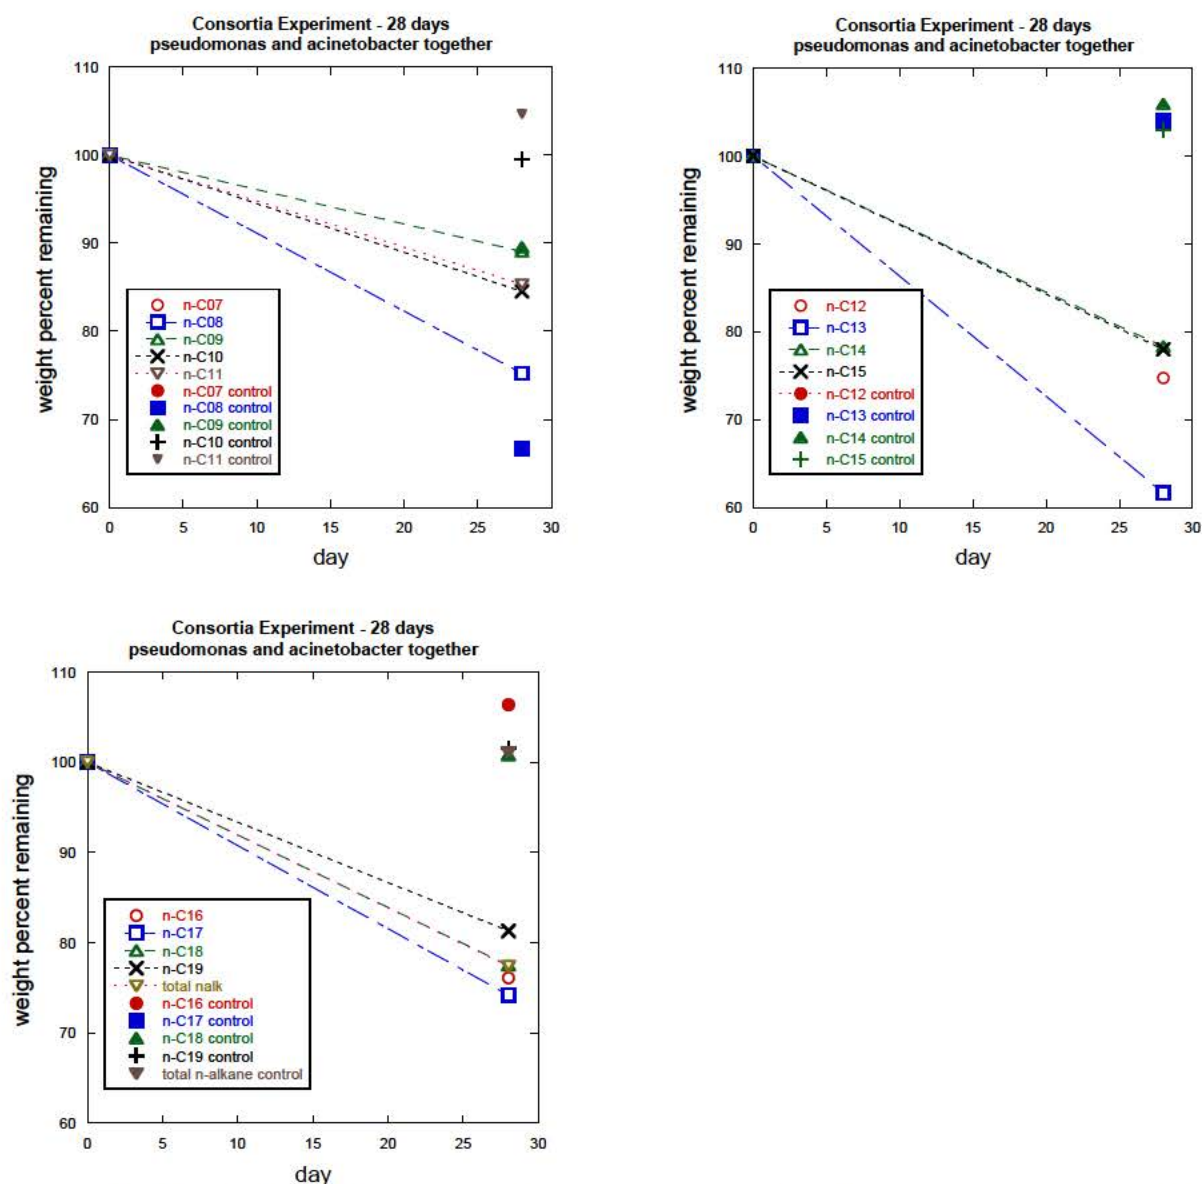 Consortia Experiment - 28 days
pseudomonas and acinetobacter together
110
100
90
80
70
60
weight percent remaining
n-C07
n-C08
n-C09
n-C10
n-C11
n-C07 control
n-C08 control
n-C09 control
n-C10 control
n-C11 control
0 5 10 15 20 25 30
day
Consortia Experiment - 28 days
pseudomonas and acinetobacter together
110
100
90
80
70
60
weight percent remaining
n-C12
n-C13
n-C14
n-C15
n-C12 control
n-C13 control
n-C14 control
n-C15 control
0 5 10 15 20 25 30
day
Consortia Experiment - 28 days
pseudomonas and acinetobacter together
110
100
90
80
70
60
weight percent remaining
n-C16
n-C17
n-C18
n-C19
total nalk
n-C16 control
n-C17 control
n-C18 control
n-C19 control
total n-alkane control
0 5 10 15 20 25 30
day